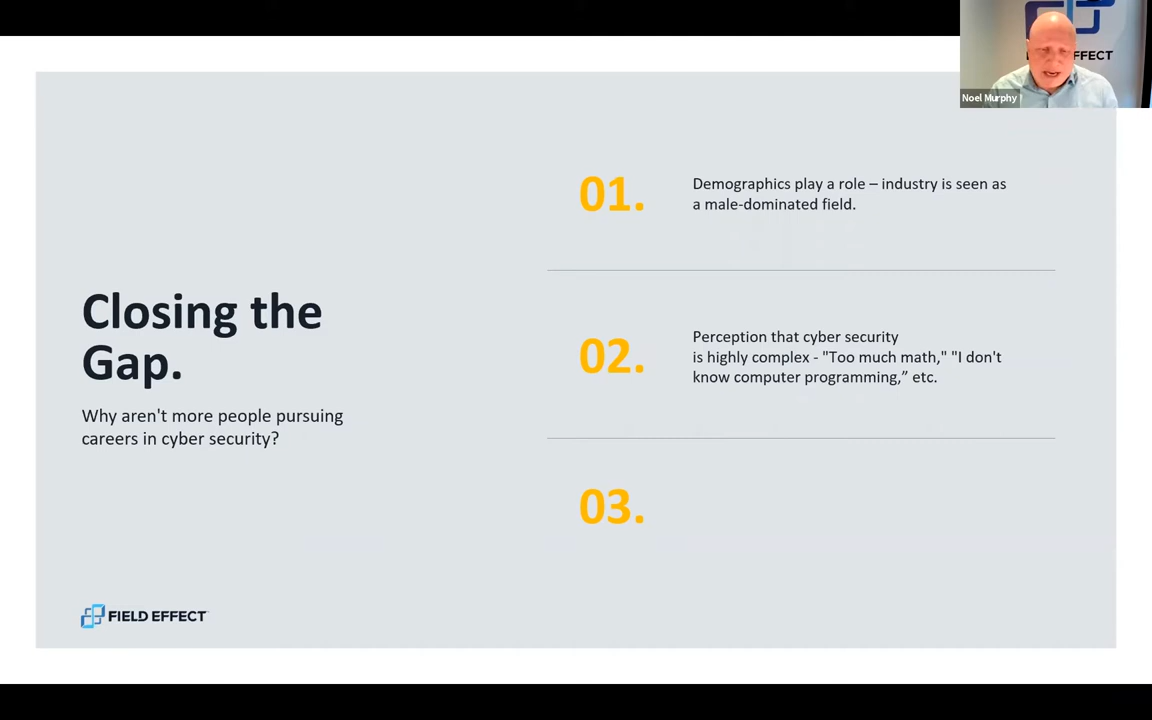 EFFECT
Noel Murphy
Closing the
Gap.
Why aren't more people pursuing
careers in cyber security?
01.
Demographics play a role – industry is seen as
a male-dominated field.
02.
Perception that cyber security
is highly complex - "Too much math," "I don't
know computer programming,” etc.
03.
FIELD EFFECT